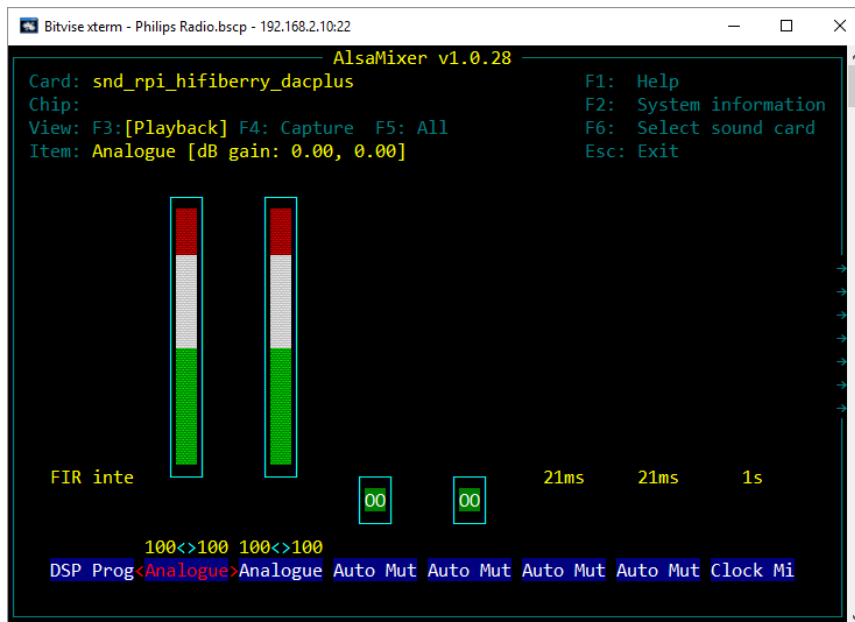 Bitvise xterm - Philips Radio.bscp - 192.168.2.10:22
AlsaMixer v1.0.28
Card: snd_rpi_hifiberry_dacplus F1: Help
Chip: F2: System information
View: F3:[Playback] F4: Capture F5: All F6: Select sound card
Item: Analogue [dB gain: 0.00, 0.00] Esc: Exit
FIR inte 21ms 21ms 1s
OO OO
100<>100 100<>100
DSP Prog<Analogue>Analogue Auto Mut Auto Mut Auto Mut Auto Mut Clock Mi